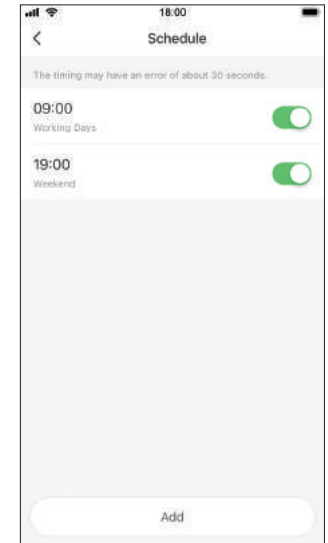 18:00
Schedule
The timing may have an error of about 30 seconds.
09:00
Working Days
19:00
Weekend
Add